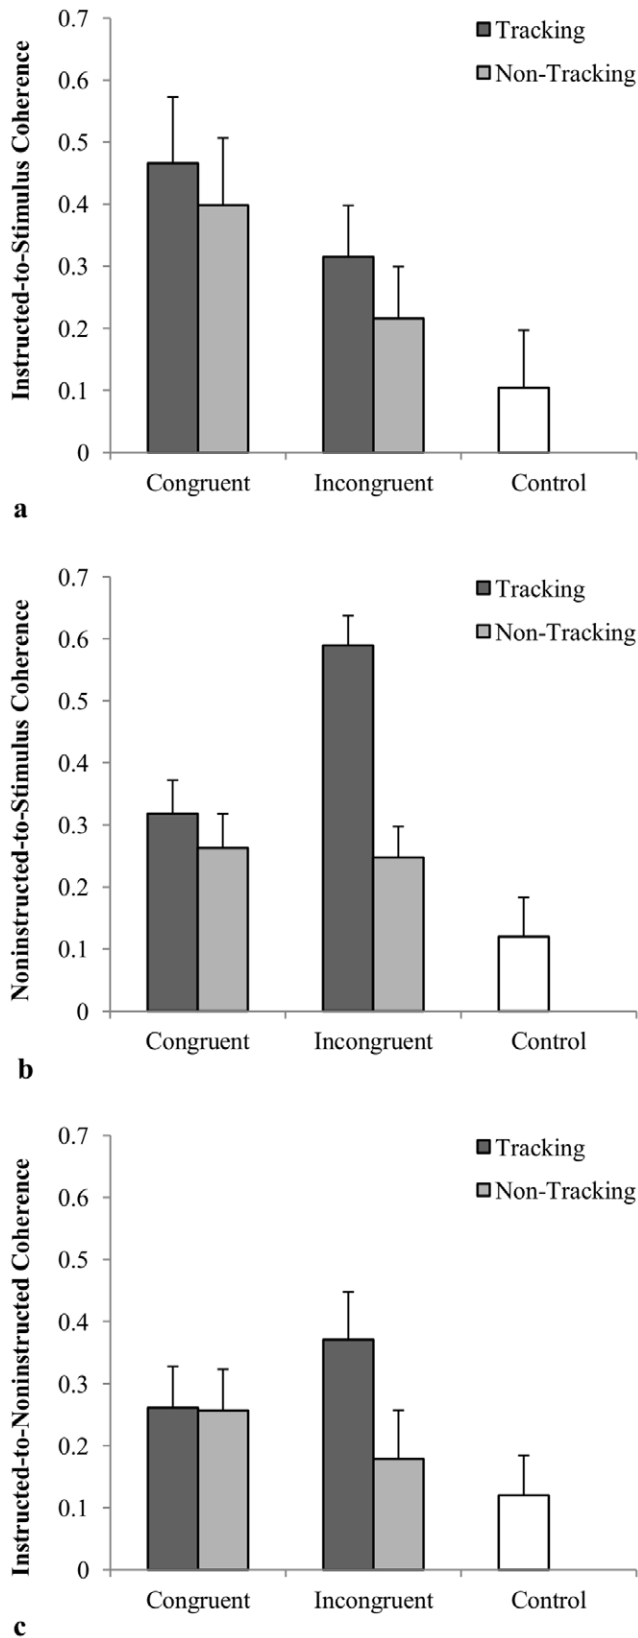 Instructed-to-Stimulus Coherence
0.7
0.6
0.5
0.4
0.3
0.2
0.1
0
Tracking
Non-Tracking
Congruent Incongruent Control
a
Noninstructed-to-Stimulus Coherence
0.7
0.6
0.5
0.4
0.3
0.2
0.1
0
Tracking
Non-Tracking
Congruent Incongruent Control
b
Instructed-to-Noninstructed Coherence
0.7
0.6
0.5
0.4
0.3
0.2
0.1
0
Tracking
Non-Tracking
Congruent Incongruent Control
c